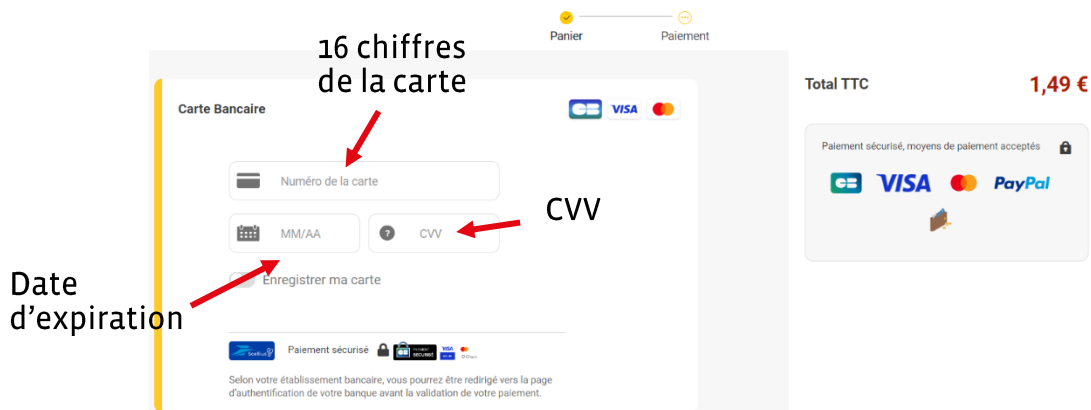 Panier
Paiement
16 chiffres
de la carte
Total TTC
1,49 €
Carte Bancaire
CB
VISA
Paiement sécurisé, moyens de paiement acceptés
CB
VISA
PayPal
Numéro de la carte
CVV
MM/AA
?
CVV
Enregistrer ma carte
Date
d'expiration
Paiement sécurisé
VISA
Selon votre établissement bancaire, vous pourrez être redirigé vers la page
d'authentification de votre banque avant la validation de votre paiement.